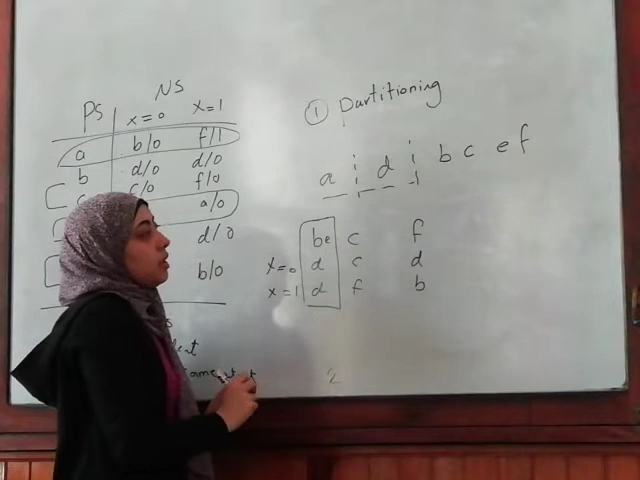 NS
PS x=0 x=1
a b/0 f/1
b d/0 d/0
c c/0 f/0
a/0
d/0
b/0
① Partitioning
a d b c e f
be c f
x=0 d c d
x=1 d f b
2